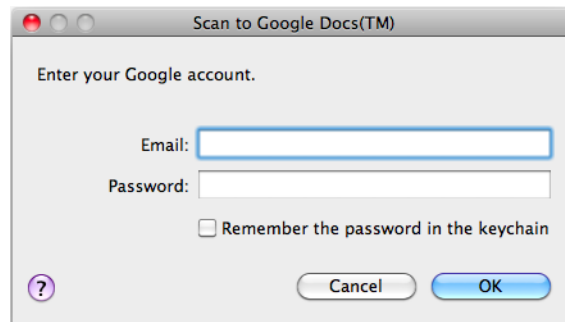 Scan to Google Docs(TM)
Enter your Google account.
Email:
Password:
Remember the password in the keychain
? Cancel OK